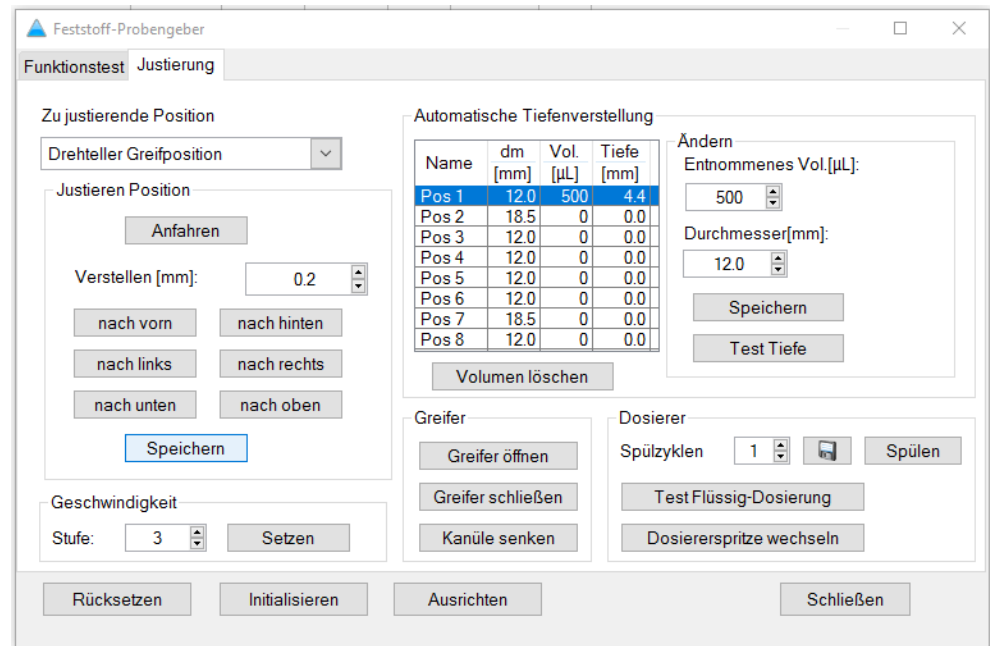 Feststoff-Probengeber
Funktionstest Justierung
Zu justierende Position
Drehteller Greifposition
Justieren Position
Anfahren
Verstellen [mm]: 0.2
nach vorn nach hinten
nach links nach rechts
nach unten nach oben
Speichern
Geschwindigkeit
Stufe: 3 Setzen
Automatische Tiefenverstellung
Name dm [mm] Vol. [µL] Tiefe [mm]
Pos 1 12.0 500 4.4
Pos 2 18.5 0 0.0
Pos 3 12.0 0 0.0
Pos 4 12.0 0 0.0
Pos 5 12.0 0 0.0
Pos 6 12.0 0 0.0
Pos 7 18.5 0 0.0
Pos 8 12.0 0 0.0
Volumen löschen
Ändern
Entnommenes Vol.[µL]:
500
Durchmesser[mm]:
12.0
Speichern
Test Tiefe
Greifer
Greifer öffnen
Greifer schließen
Kanüle senken
Dosierer
Spülzyklen 1 Spülen
Test Flüssig-Dosierung
Dosiererspritze wechseln
Rücksetzen Initialisieren Ausrichten Schließen